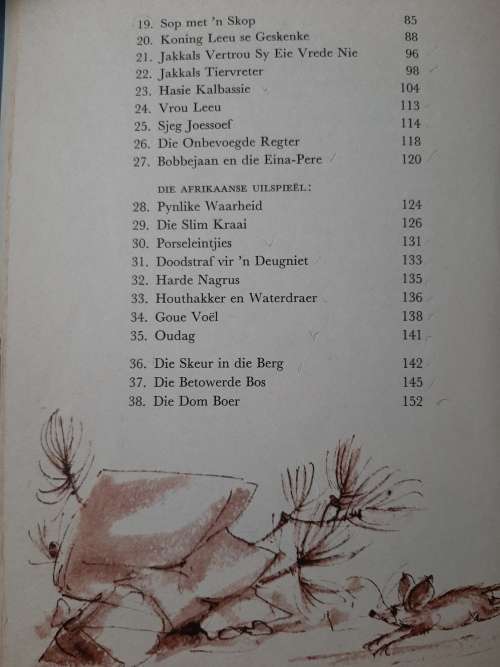 19. Sop met 'n Skop 85
20. Koning Leeu se Geskenke 88
21. Jakkals Vertrou Sy Eie Vrede Nie 96
22. Jakkals Tiervreter 98
23. Hasie Kalbassie 104
24. Vrou Leeu 113
25. Sjeg Joessoef 114
26. Die Onbevoegde Regter 118
27. Bobbejaan en die Eina-Pere 120
DIE AFRIKAANSE UILSPIEËL:
28. Pynlike Waarheid 124
29. Die Slim Kraai 126
30. Porseleintjies 131
31. Doodstraf vir 'n Deugniet 133
32. Harde Nagrus 135
33. Houthakker en Waterdraer 136
34. Goue Voël 138
35. Oudag 141
36. Die Skeur in die Berg 142
37. Die Betowerde Bos 145
38. Die Dom Boer 152